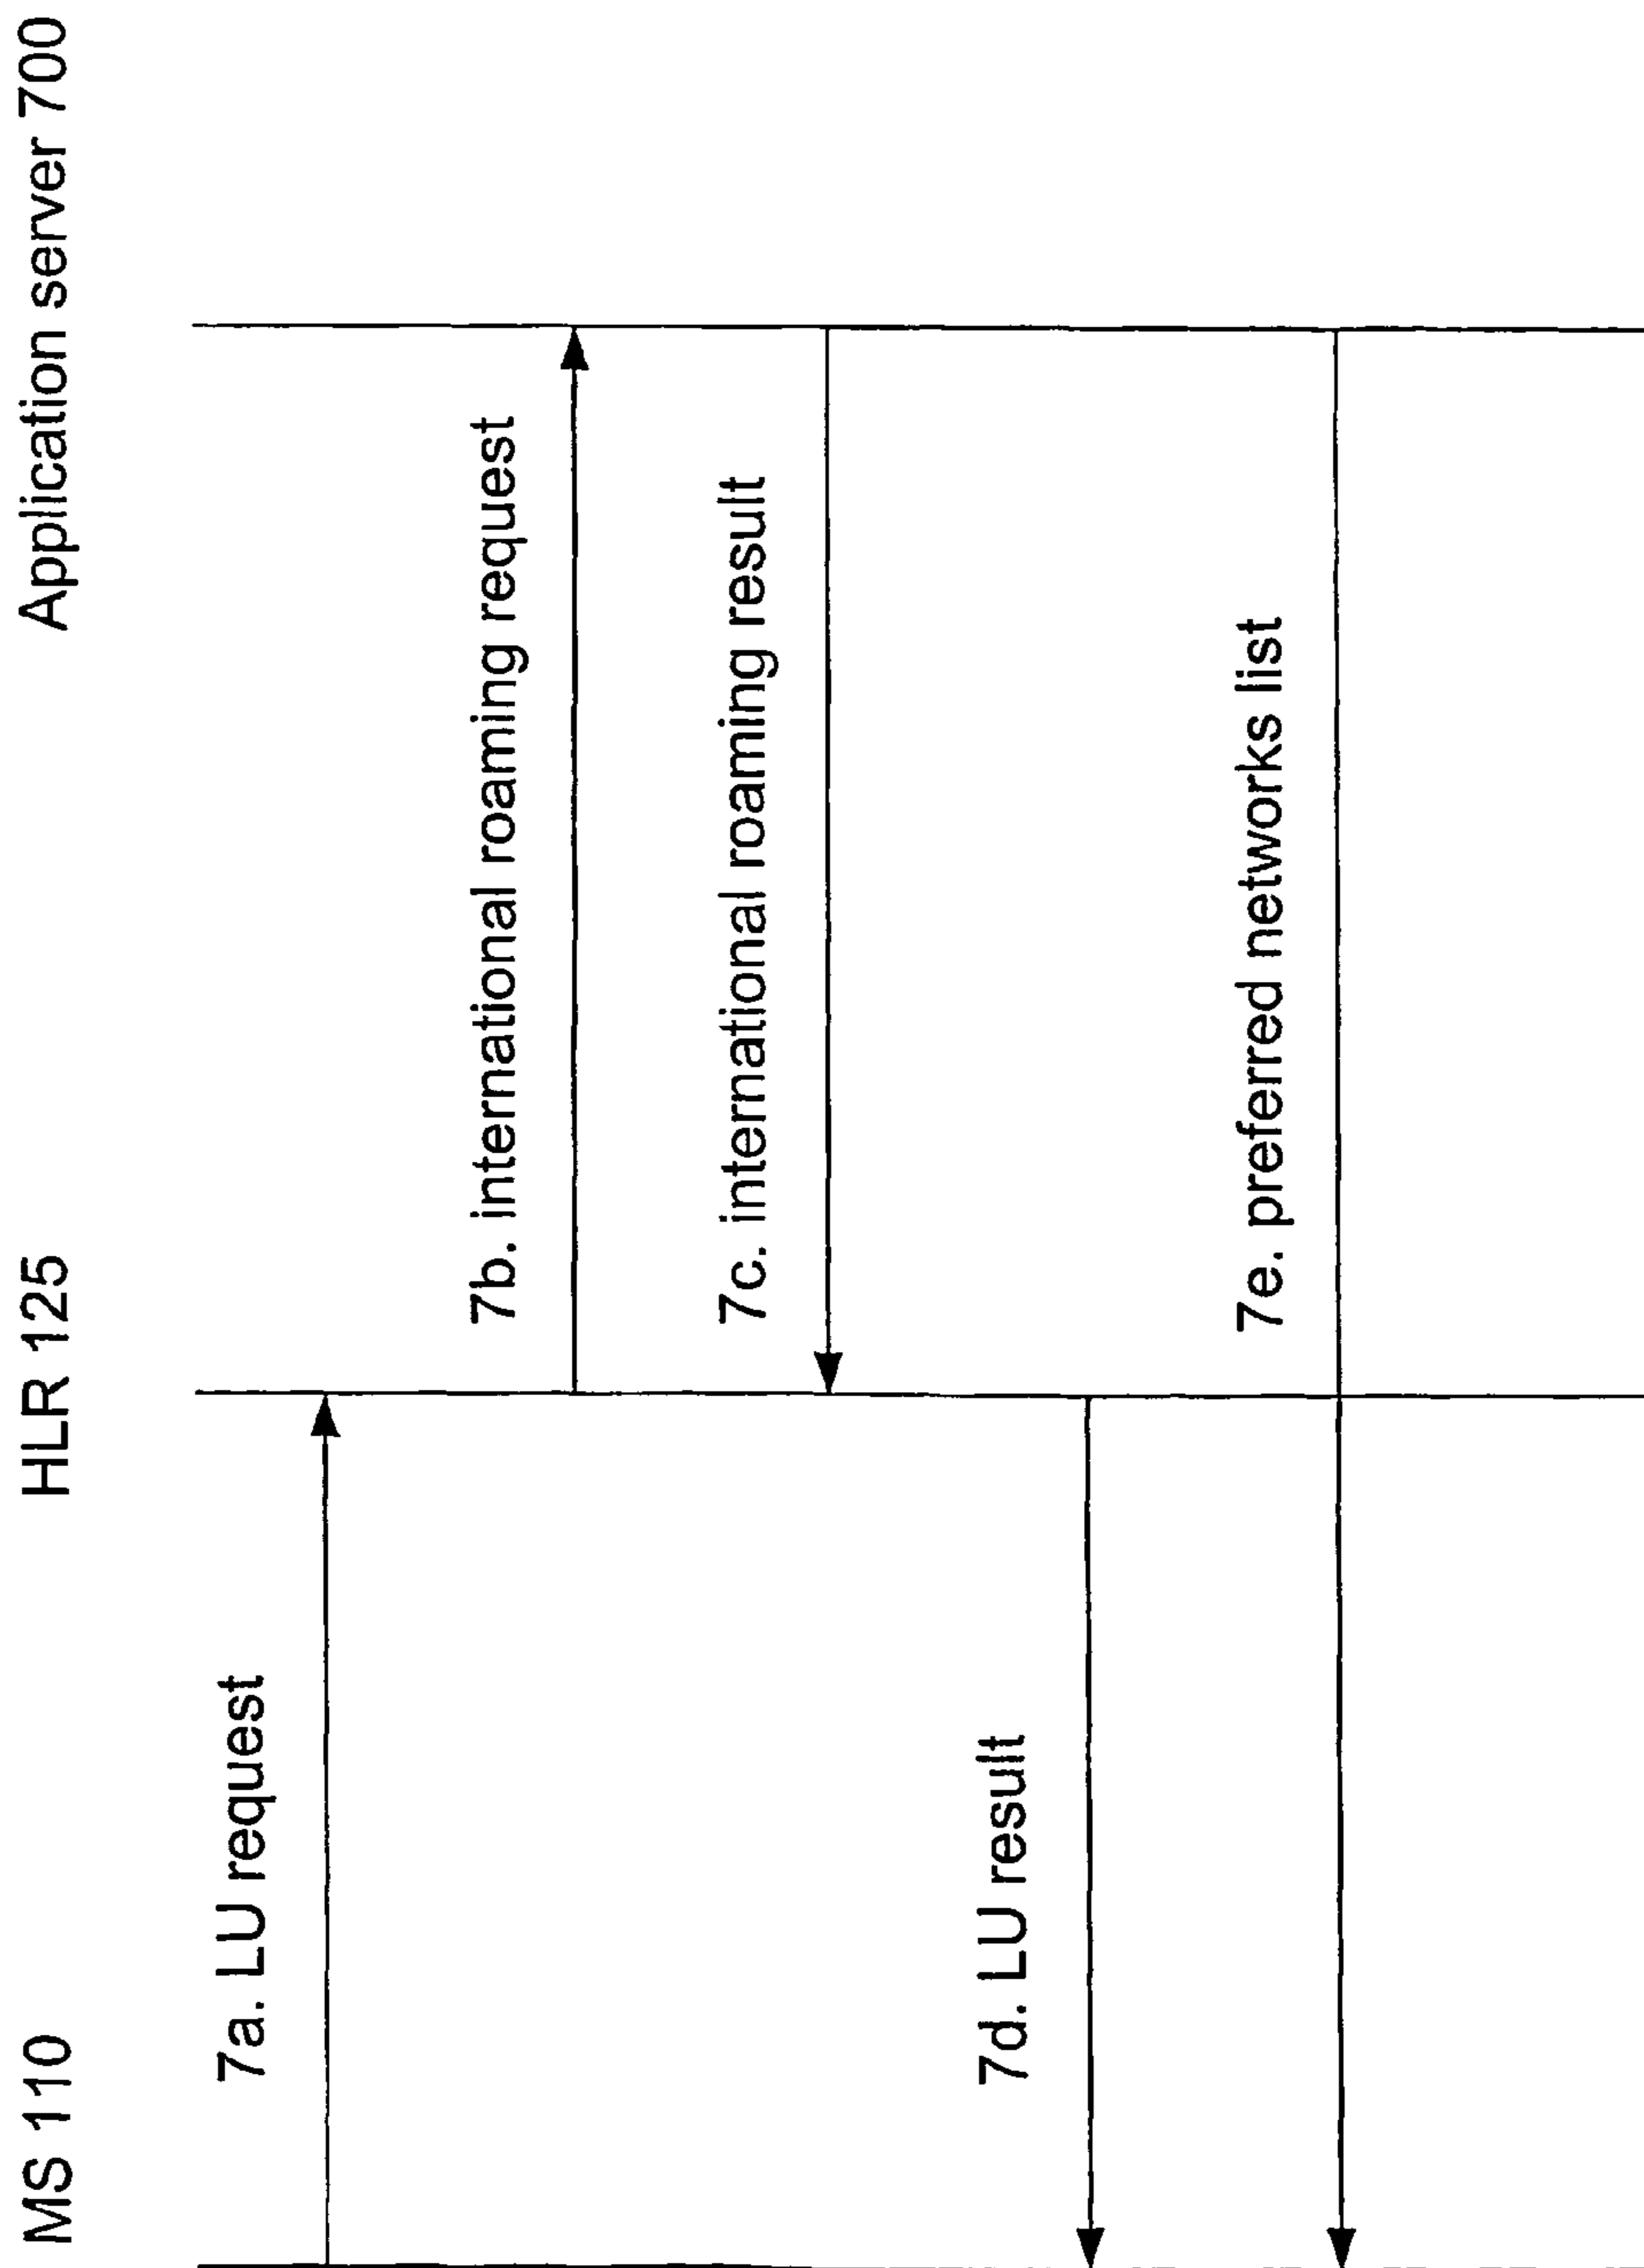 MS 110
HLR 125
Application server 700
7a. LU request
7b. international roaming request
7c. international roaming result
7d. LU result
7e. preferred networks list